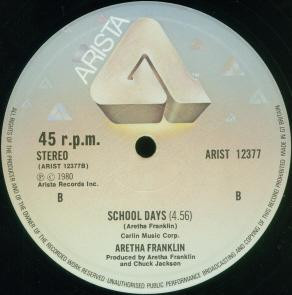 ARISTA
45 r.p.m.
STEREO
(ARIST 12377B)
ARIST 12377
℗ © 1980
Arista Records Inc.
B
B
SCHOOL DAYS (4.56)
(Aretha Franklin)
Carlin Music Corp.
ARETHA FRANKLIN
Produced by Aretha Franklin
and Chuck Jackson
ALL RIGHTS OF THE PRODUCER AND OF THE OWNER OF THE RECORDED WORK RESERVED · UNAUTHORISED PUBLIC PERFORMANCE BROADCASTING AND COPYING OF THIS RECORD PROHIBITED · MADE IN GT BRITAIN